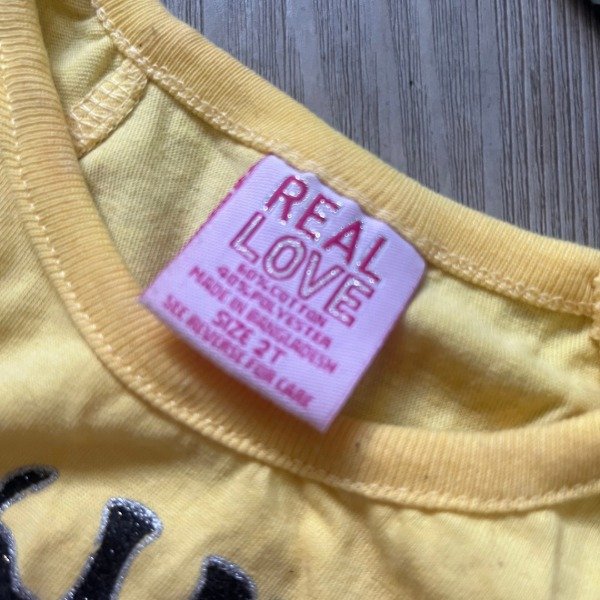 REAL
LOVE
60% COTTON
40% POLYESTER
MADE IN BANGLADESH
SIZE 2T
SEE REVERSE FOR CARE